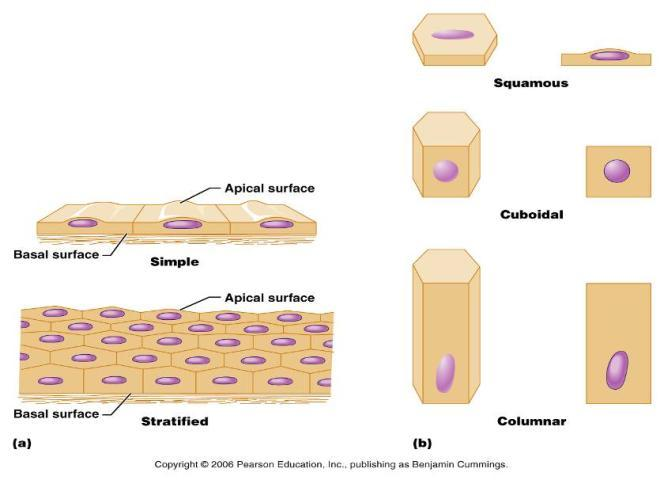 Apical surface
Basal surface
Simple
Apical surface
Basal surface
Stratified
(a)
Squamous
Cuboidal
Columnar
(b)
Copyright © 2006 Pearson Education, Inc., publishing as Benjamin Cummings.